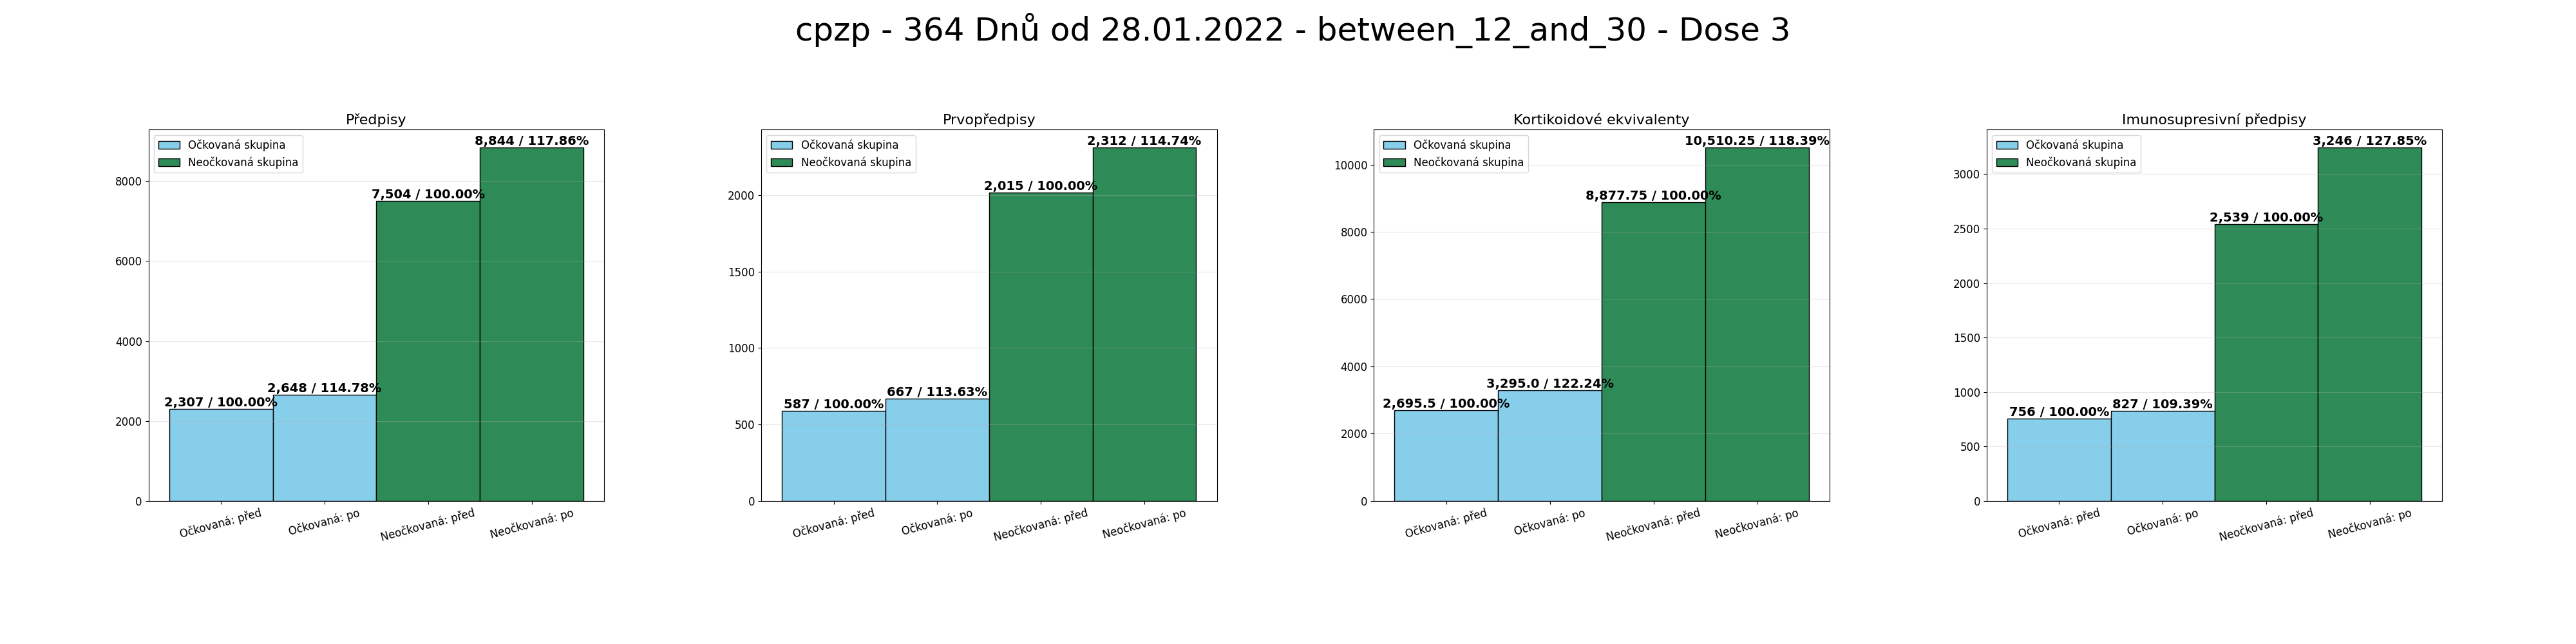 cpzp - 364 Dnů od 28.01.2022 - between_12_and_30 - Dose 3
Předpisy
Očkovaná skupina
Neočkovaná skupina
8,844 / 117.86%
7,504 / 100.00%
2,648 / 114.78%
2,307 / 100.00%
8000
6000
4000
2000
0
Očkovaná: před
Očkovaná: po
Neočkovaná: před
Neočkovaná: po
Prvopředpisy
Očkovaná skupina
Neočkovaná skupina
2,312 / 114.74%
2,015 / 100.00%
667 / 113.63%
587 / 100.00%
2000
1500
1000
500
0
Očkovaná: před
Očkovaná: po
Neočkovaná: před
Neočkovaná: po
Kortikoidové ekvivalenty
Očkovaná skupina
Neočkovaná skupina
10,510.25 / 118.39%
8,877.75 / 100.00%
3,295.0 / 122.24%
2,695.5 / 100.00%
10000
8000
6000
4000
2000
0
Očkovaná: před
Očkovaná: po
Neočkovaná: před
Neočkovaná: po
Imunosupresivní předpisy
Očkovaná skupina
Neočkovaná skupina
3,246 / 127.85%
2,539 / 100.00%
827 / 109.39%
756 / 100.00%
3000
2500
2000
1500
1000
500
0
Očkovaná: před
Očkovaná: po
Neočkovaná: před
Neočkovaná: po